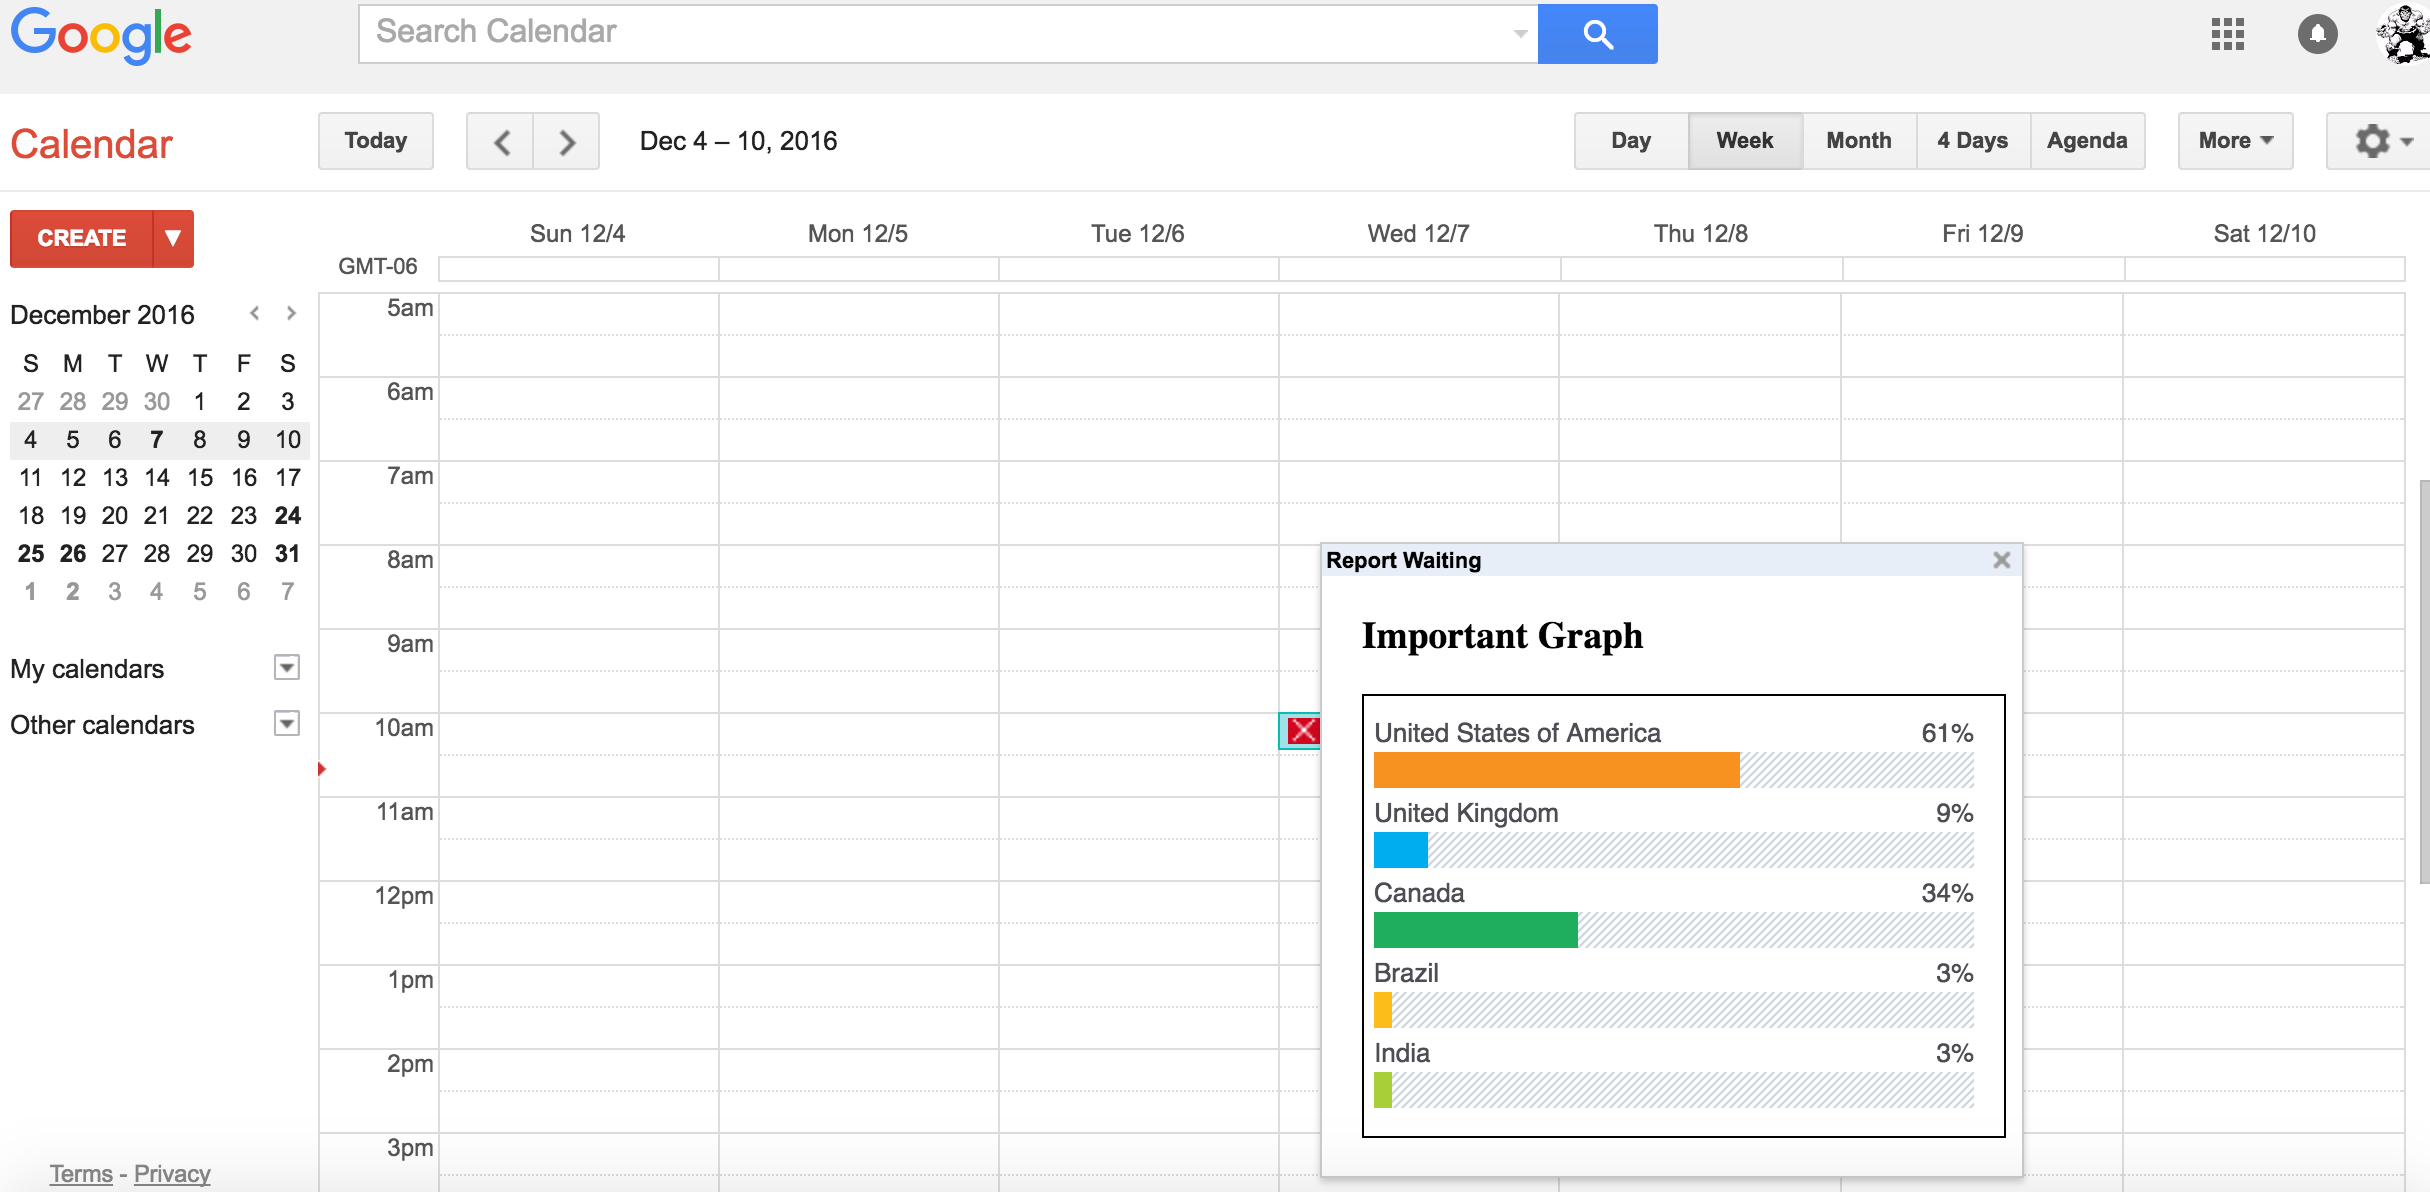 Google
Search Calendar
Calendar
Today
Dec 4 – 10, 2016
Day Week Month 4 Days Agenda More
CREATE
Sun 12/4 Mon 12/5 Tue 12/6 Wed 12/7 Thu 12/8 Fri 12/9 Sat 12/10
GMT-06
December 2016
S M T W T F S
27 28 29 30 1 2 3
4 5 6 7 8 9 10
11 12 13 14 15 16 17
18 19 20 21 22 23 24
25 26 27 28 29 30 31
1 2 3 4 5 6 7
My calendars
Other calendars
Terms - Privacy
5am
6am
7am
8am
9am
10am
11am
12pm
1pm
2pm
3pm
Report Waiting
Important Graph
United States of America 61%
United Kingdom 9%
Canada 34%
Brazil 3%
India 3%